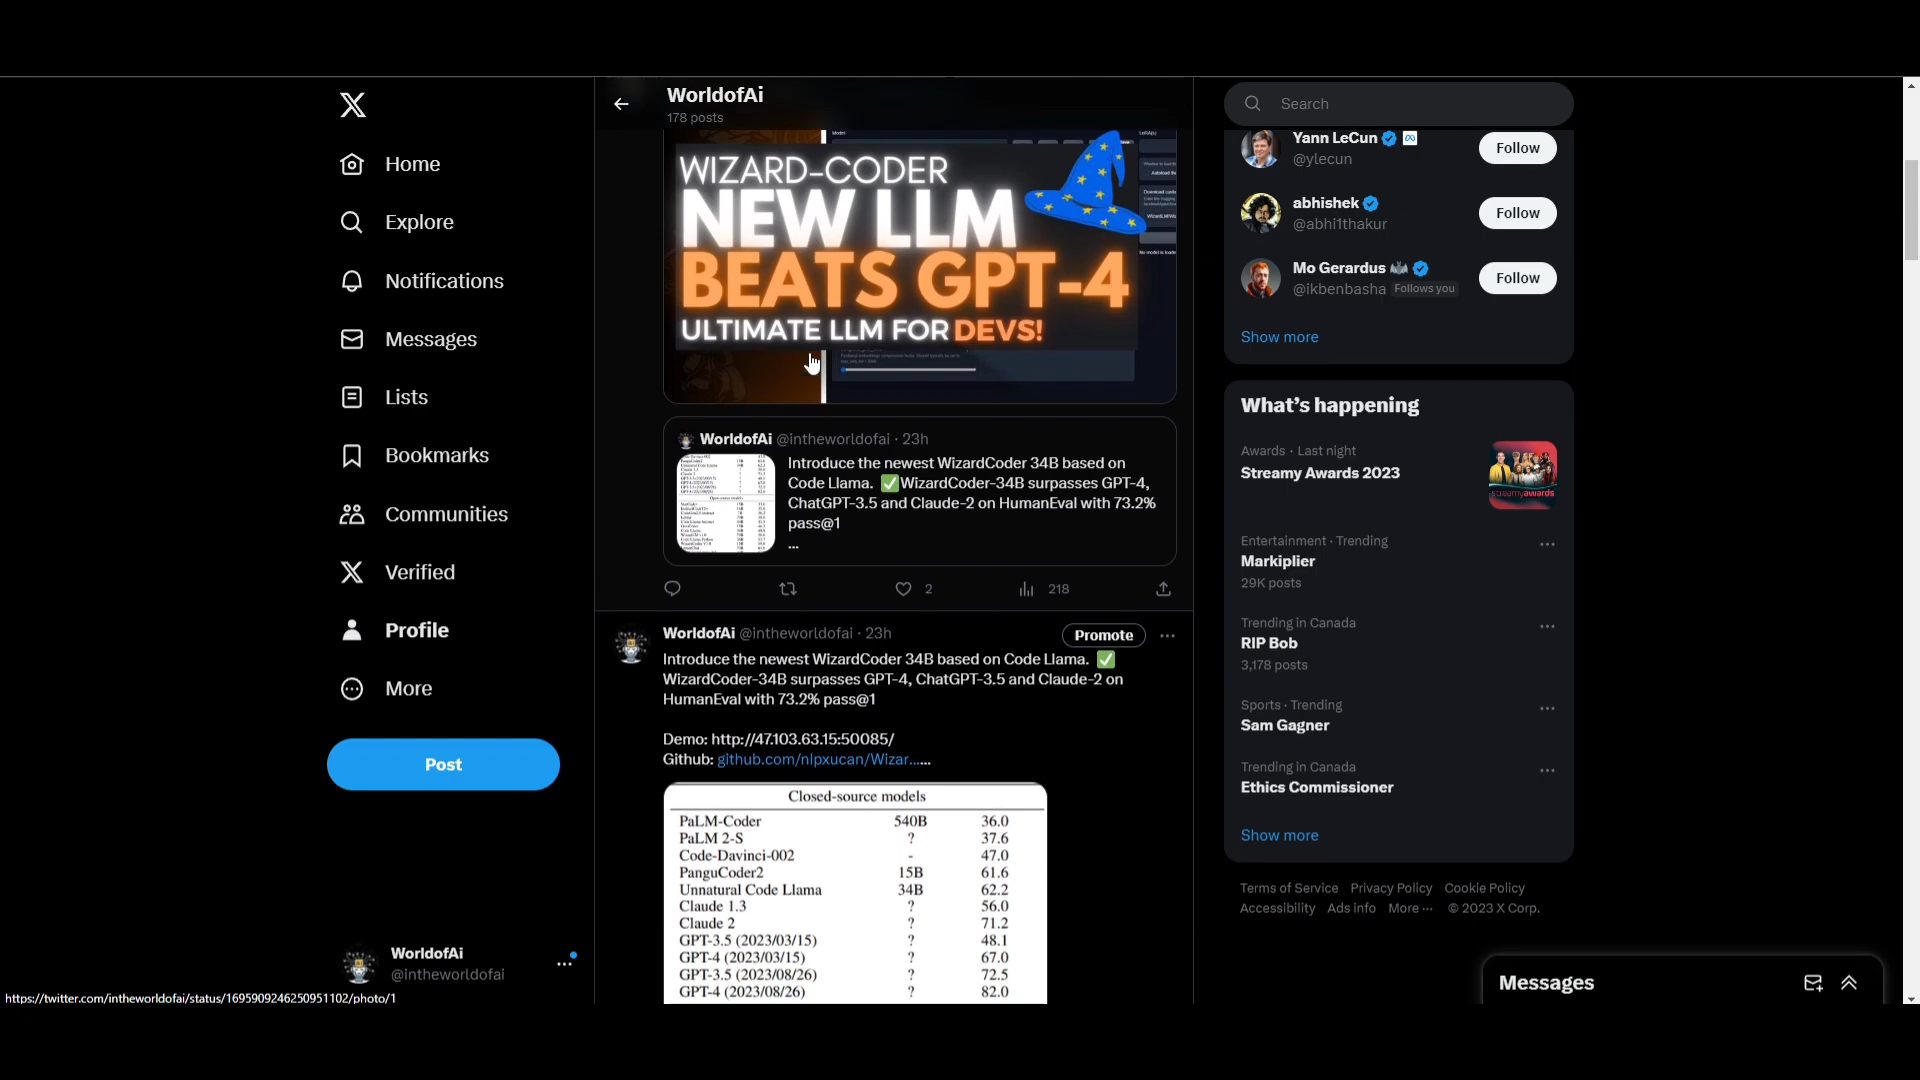 Home
Explore
Notifications
Messages
Lists
Bookmarks
Communities
Verified
Profile
More
Post
WorldofAi
@intheworldofai
https://twitter.com/intheworldofai/status/1695909246250951102/photo/1
WorldofAi
178 posts
WIZARD-CODER
NEW LLM
BEATS GPT-4
ULTIMATE LLM FOR DEVS!
WorldofAi @intheworldofai · 23h
Introduce the newest WizardCoder 34B based on
Code Llama. ✅WizardCoder-34B surpasses GPT-4,
ChatGPT-3.5 and Claude-2 on HumanEval with 73.2%
pass@1
...
2
218
WorldofAi @intheworldofai · 23h
Promote
Introduce the newest WizardCoder 34B based on Code Llama. ✅
WizardCoder-34B surpasses GPT-4, ChatGPT-3.5 and Claude-2 on
HumanEval with 73.2% pass@1
Demo: http://47.103.63.15:50085/
Github: github.com/nlpxucan/Wizar......
Closed-source models
PaLM-Coder 540B 36.0
PaLM 2-S ? 37.6
Code-Davinci-002 - 47.0
PanguCoder2 15B 61.6
Unnatural Code Llama 34B 62.2
Claude 1.3 ? 56.0
Claude 2 ? 71.2
GPT-3.5 (2023/03/15) ? 48.1
GPT-4 (2023/03/15) ? 67.0
GPT-3.5 (2023/08/26) ? 72.5
GPT-4 (2023/08/26) ? 82.0
Search
Yann LeCun
@ylecun
Follow
abhishek
@abhi1thakur
Follow
Mo Gerardus
@ikbenbasha Follows you
Follow
Show more
What's happening
Awards · Last night
Streamy Awards 2023
streamyawards
Entertainment · Trending
Markiplier
29K posts
Trending in Canada
RIP Bob
3,178 posts
Sports · Trending
Sam Gagner
Trending in Canada
Ethics Commissioner
Show more
Terms of Service Privacy Policy Cookie Policy
Accessibility Ads info More ··· © 2023 X Corp.
Messages